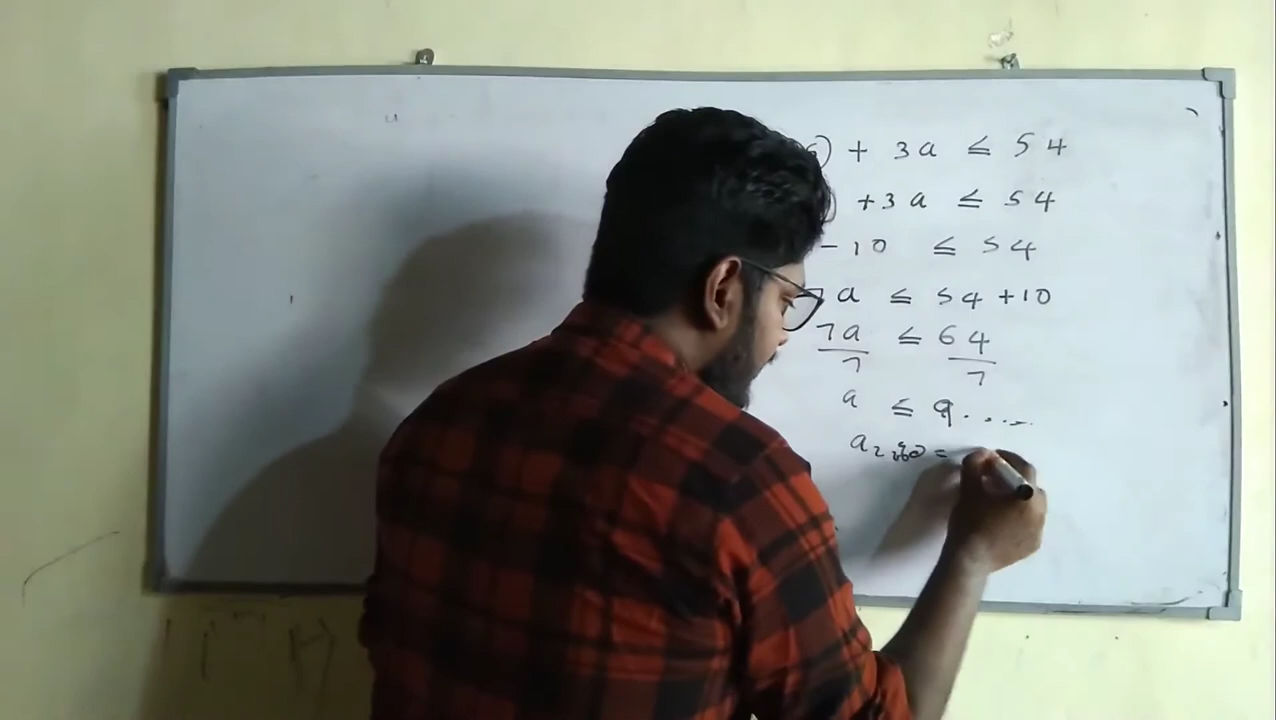 ) + 3a ≤ 54
+3a ≤ 54
- 10 ≤ 54
7a ≤ 54 +10
7a/7 ≤ 64/7
a ≤ 9.....
a =